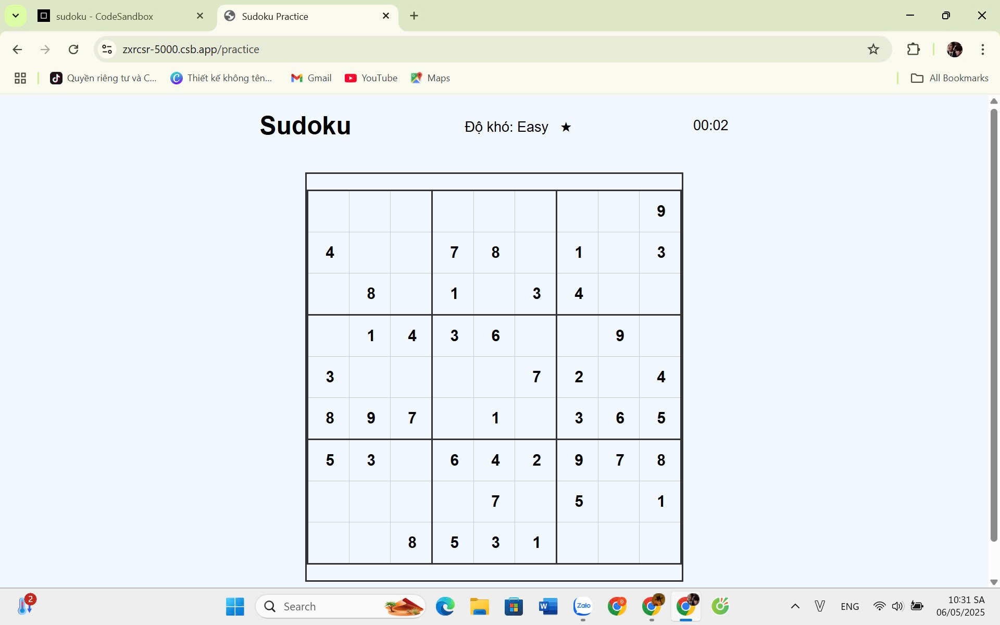 sudoku - CodeSandbox
Sudoku Practice
zxrcsr-5000.csb.app/practice
Quyền riêng tư và C...
Thiết kế không tên...
Gmail
YouTube
Maps
All Bookmarks
Sudoku
Độ khó: Easy ★
00:02
9
4 7 8 1 3
8 1 3 4
1 4 3 6 9
3 7 2 4
8 9 7 1 3 6 5
5 3 6 4 2 9 7 8
7 5 1
8 5 3 1
2
Search
Zalo
ENG
10:31 SA
06/05/2025